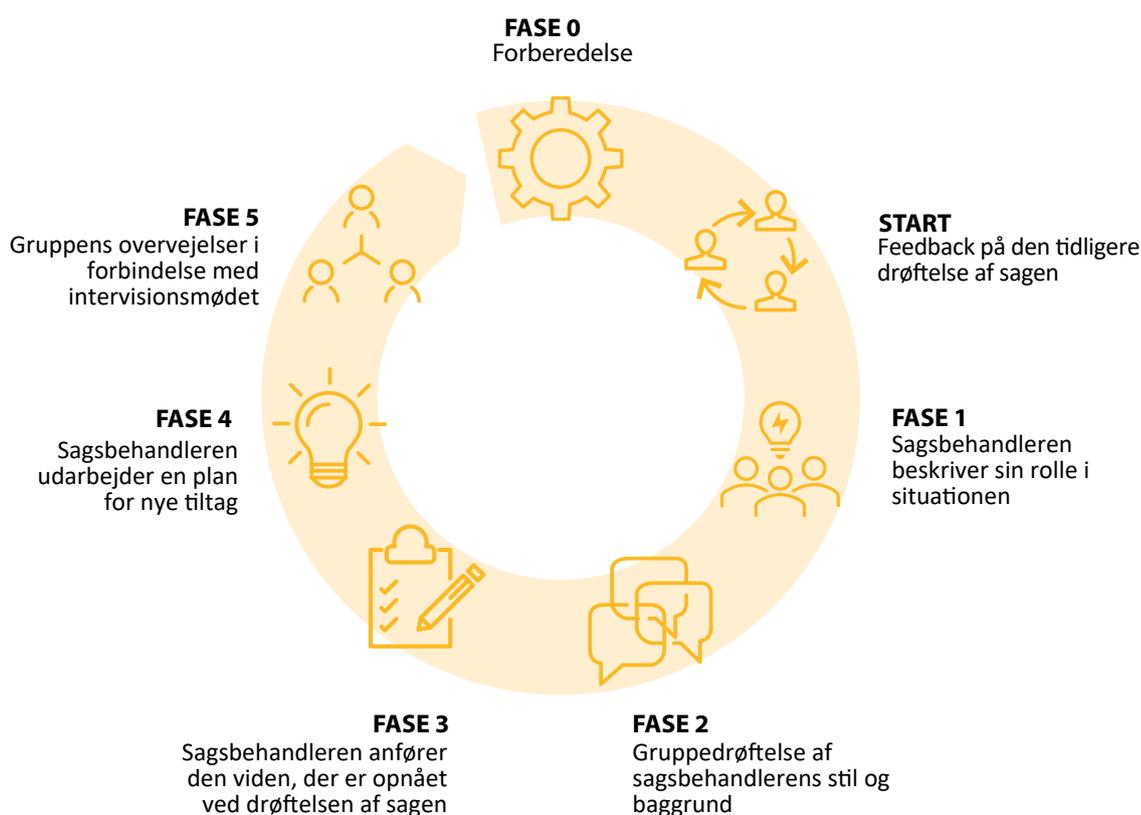 FASE 0
Forberedelse
START
Feedback på den tidligere
drøftelse af sagen
FASE 1
Sagsbehandleren
beskriver sin rolle i
situationen
FASE 2
Gruppedrøftelse af
sagsbehandlerens stil og
baggrund
FASE 3
Sagsbehandleren anfører
den viden, der er opnået
ved drøftelsen af sagen
FASE 4
Sagsbehandleren
udarbejder en plan
for nye tiltag
FASE 5
Gruppens overvejelser i
forbindelse med
intervisionsmødet